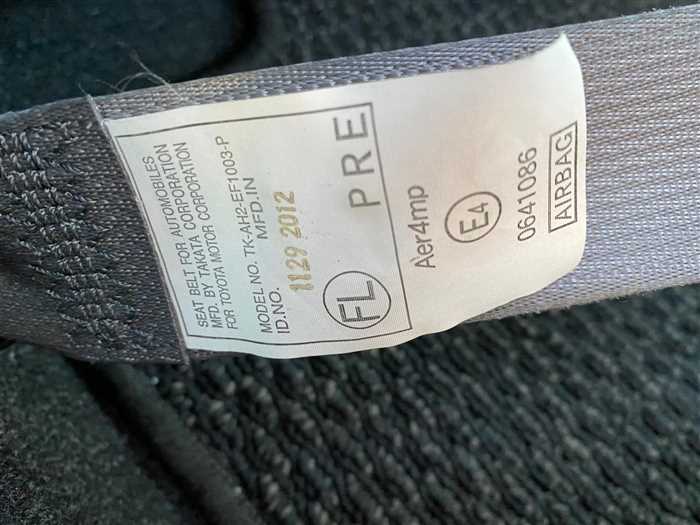 SEAT BELT FOR AUTOMOBILES
MFD. BY TAKATA CORPORATION
FOR TOYOTA MOTOR CORPORATION
MODEL NO. TK-AH2-EF1003-P
ID.NO. MFD.IN
1129 2012
FL PRE
Aer4mp
E4
0641086
AIRBAG